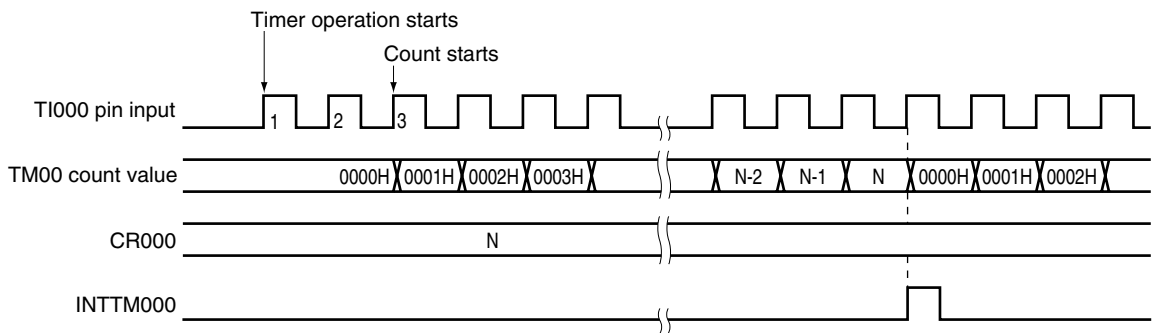 Timer operation starts
Count starts
TI000 pin input
1 2 3
TM00 count value
0000H 0001H 0002H 0003H N-2 N-1 N 0000H 0001H 0002H
CR000
N
INTTM000